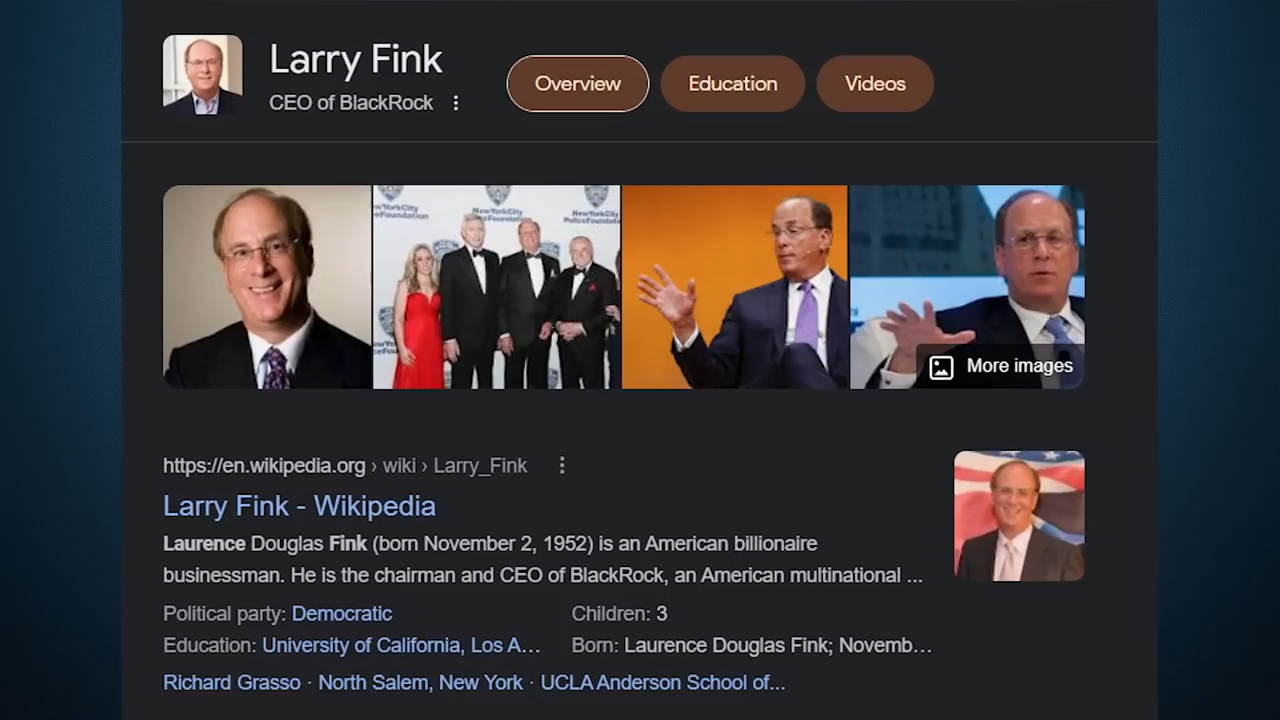 Larry Fink
CEO of BlackRock
Overview
Education
Videos
NewYorkCity
More images
https://en.wikipedia.org › wiki › Larry_Fink
Larry Fink - Wikipedia
Laurence Douglas Fink (born November 2, 1952) is an American billionaire
businessman. He is the chairman and CEO of BlackRock, an American multinational ...
Political party: Democratic
Children: 3
Education: University of California, Los A...
Born: Laurence Douglas Fink; Novemb...
Richard Grasso · North Salem, New York · UCLA Anderson School of...